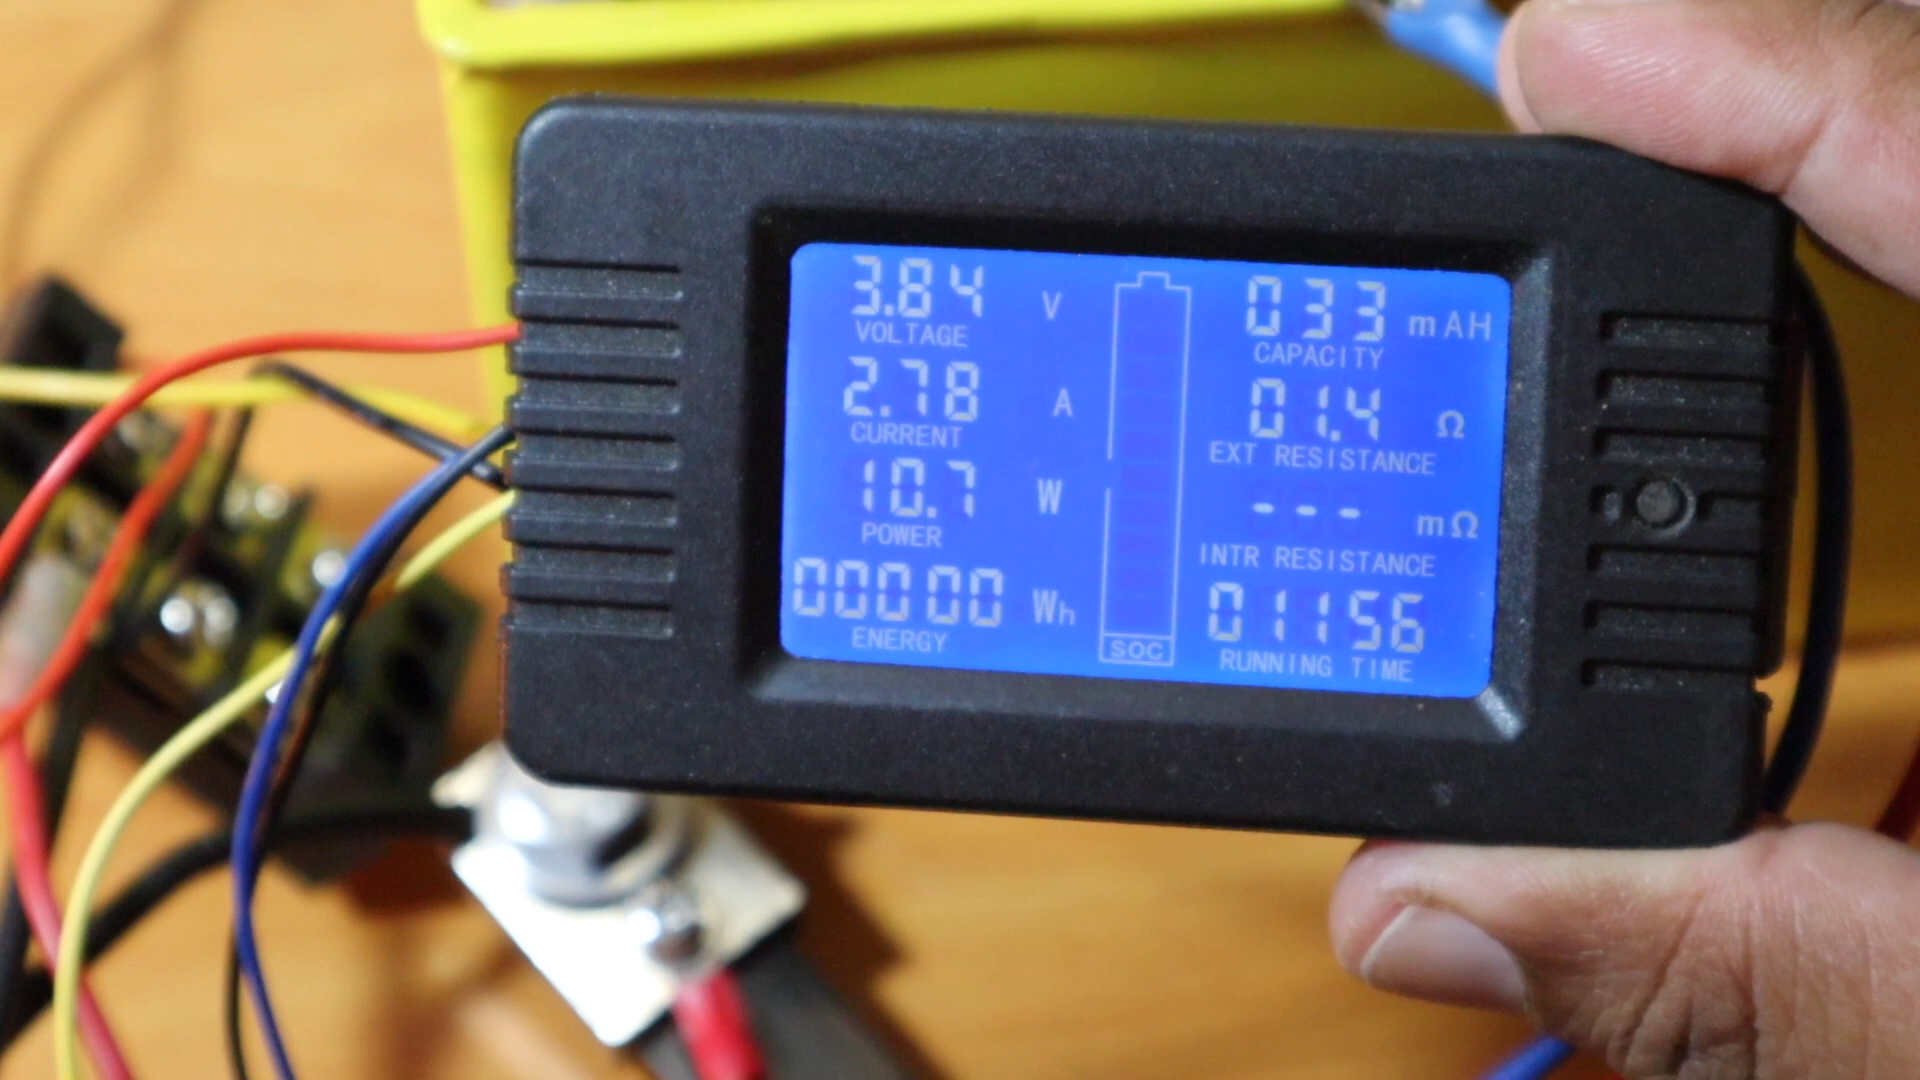 3.84 V
VOLTAGE
2.78 A
CURRENT
10.7 W
POWER
00000 Wh
ENERGY
SOC
033 mAH
CAPACITY
01.4 Ω
EXT RESISTANCE
--- mΩ
INTR RESISTANCE
01156
RUNNING TIME